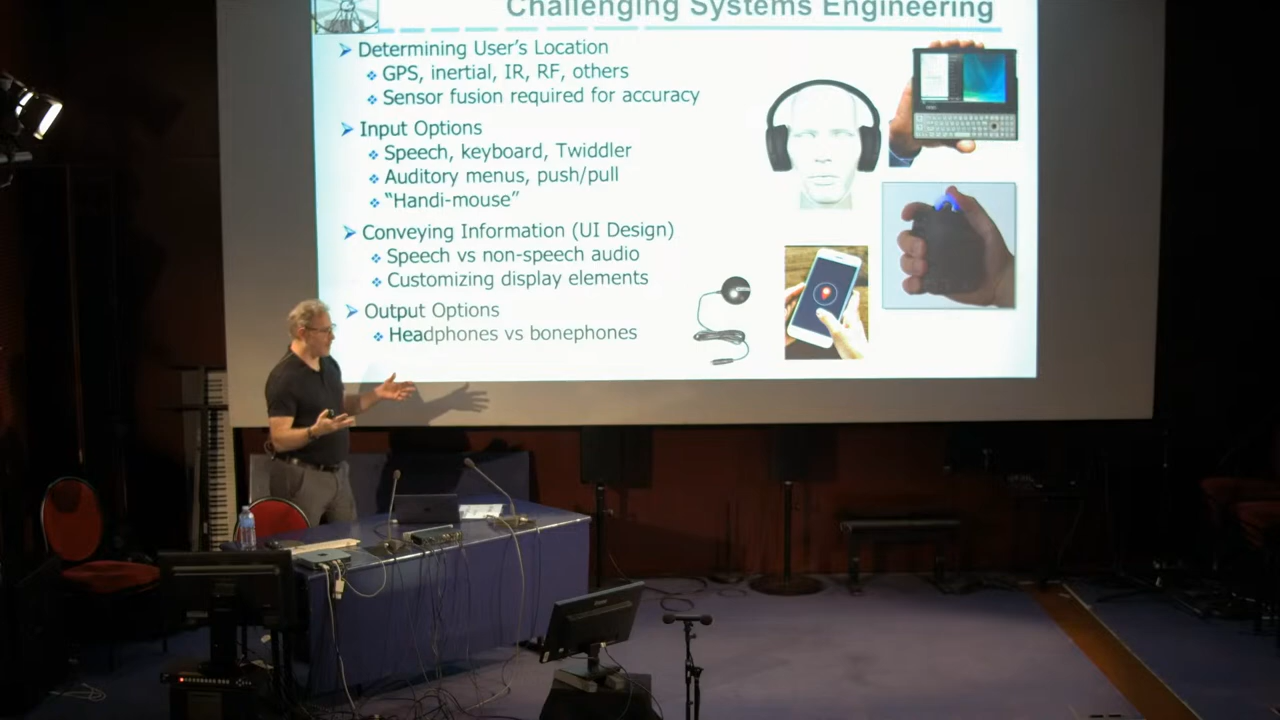 Challenging Systems Engineering
Determining User's Location
GPS, inertial, IR, RF, others
Sensor fusion required for accuracy
Input Options
Speech, keyboard, Twiddler
Auditory menus, push/pull
“Handi-mouse”
Conveying Information (UI Design)
Speech vs non-speech audio
Customizing display elements
Output Options
Headphones vs bonephones